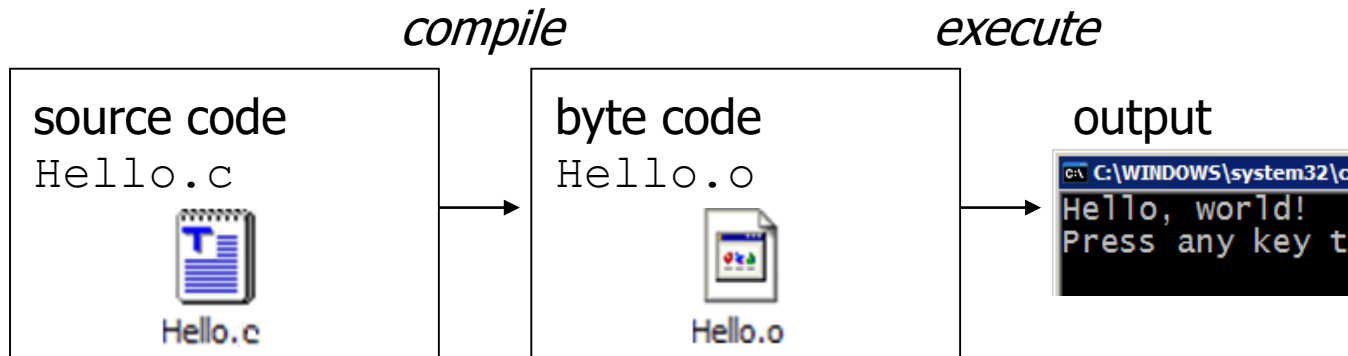 compile execute
source code
Hello.c
Hello.c
byte code
Hello.o
Hello.o
output
C:\WINDOWS\system32\c
Hello, world!
Press any key t